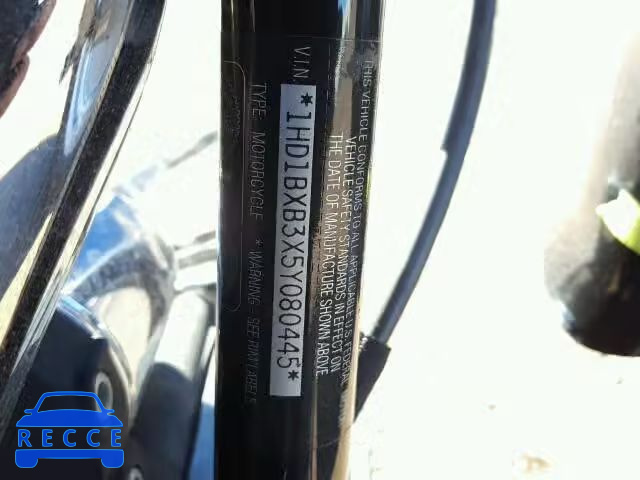 THIS VEHICLE CONFORMS TO ALL APPLICABLE U.S. FEDERAL
VEHICLE SAFETY STANDARDS IN EFFECT ON
THE DATE OF MANUFACTURE SHOWN ABOVE.
V.I.N.
*1HD1BXB3X5Y080445*
TYPE: MOTORCYCLE * WARNING - SEE RIM LABELS
RECCE